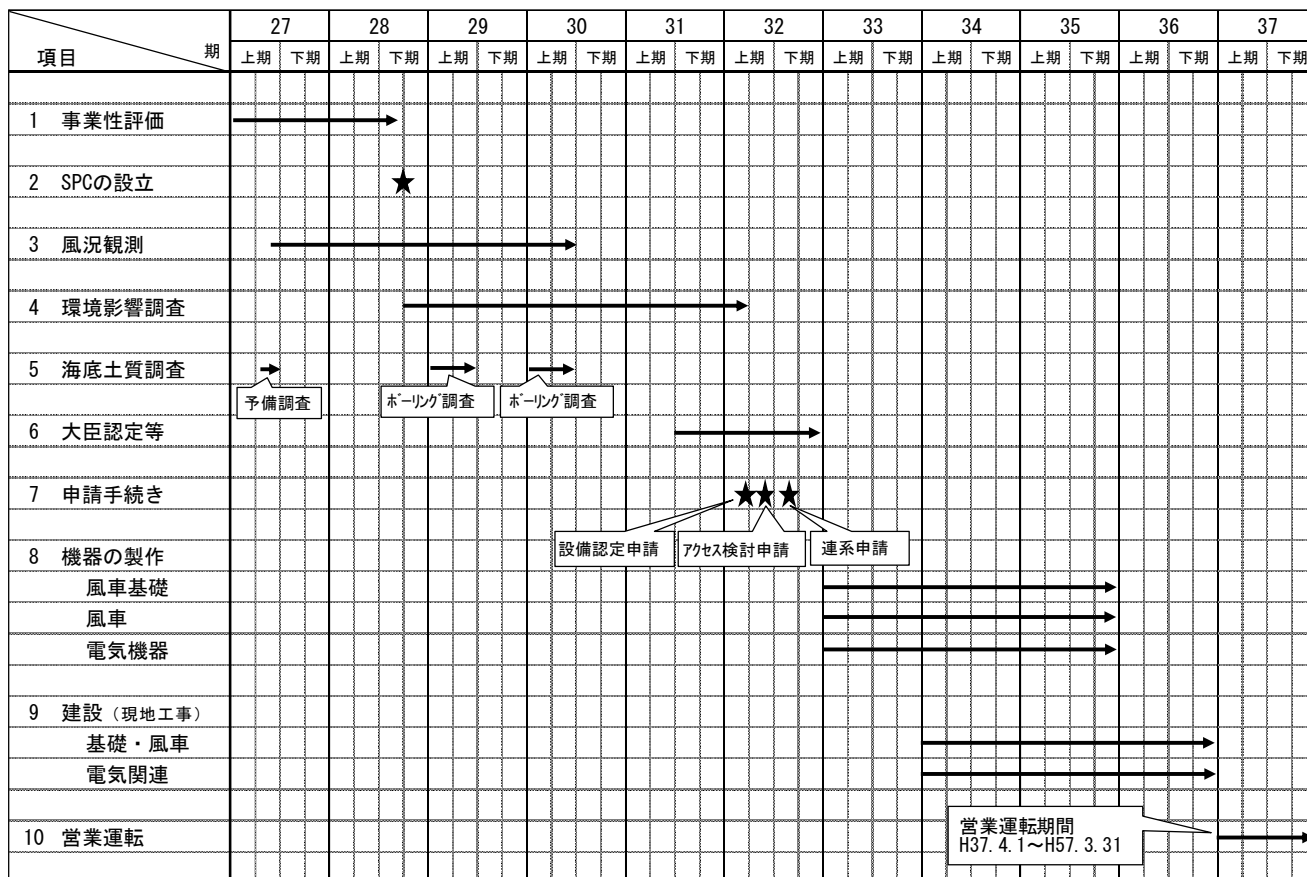 27 28 29 30 31 32 33 34 35 36 37
項目 期 上期 下期 上期 下期 上期 下期 上期 下期 上期 下期 上期 下期 上期 下期 上期 下期 上期 下期 上期 下期 上期 下期
1 事業性評価
2 SPCの設立 ★
3 風況観測
4 環境影響調査
5 海底土質調査
予備調査 ボーリング調査 ボーリング調査
6 大臣認定等
7 申請手続き ★★ ★
設備認定申請 アクセス検討申請 連系申請
8 機器の製作
風車基礎
風車
電気機器
9 建設（現地工事）
基礎・風車
電気関連
営業運転期間
H37.4.1～H57.3.31
10 営業運転